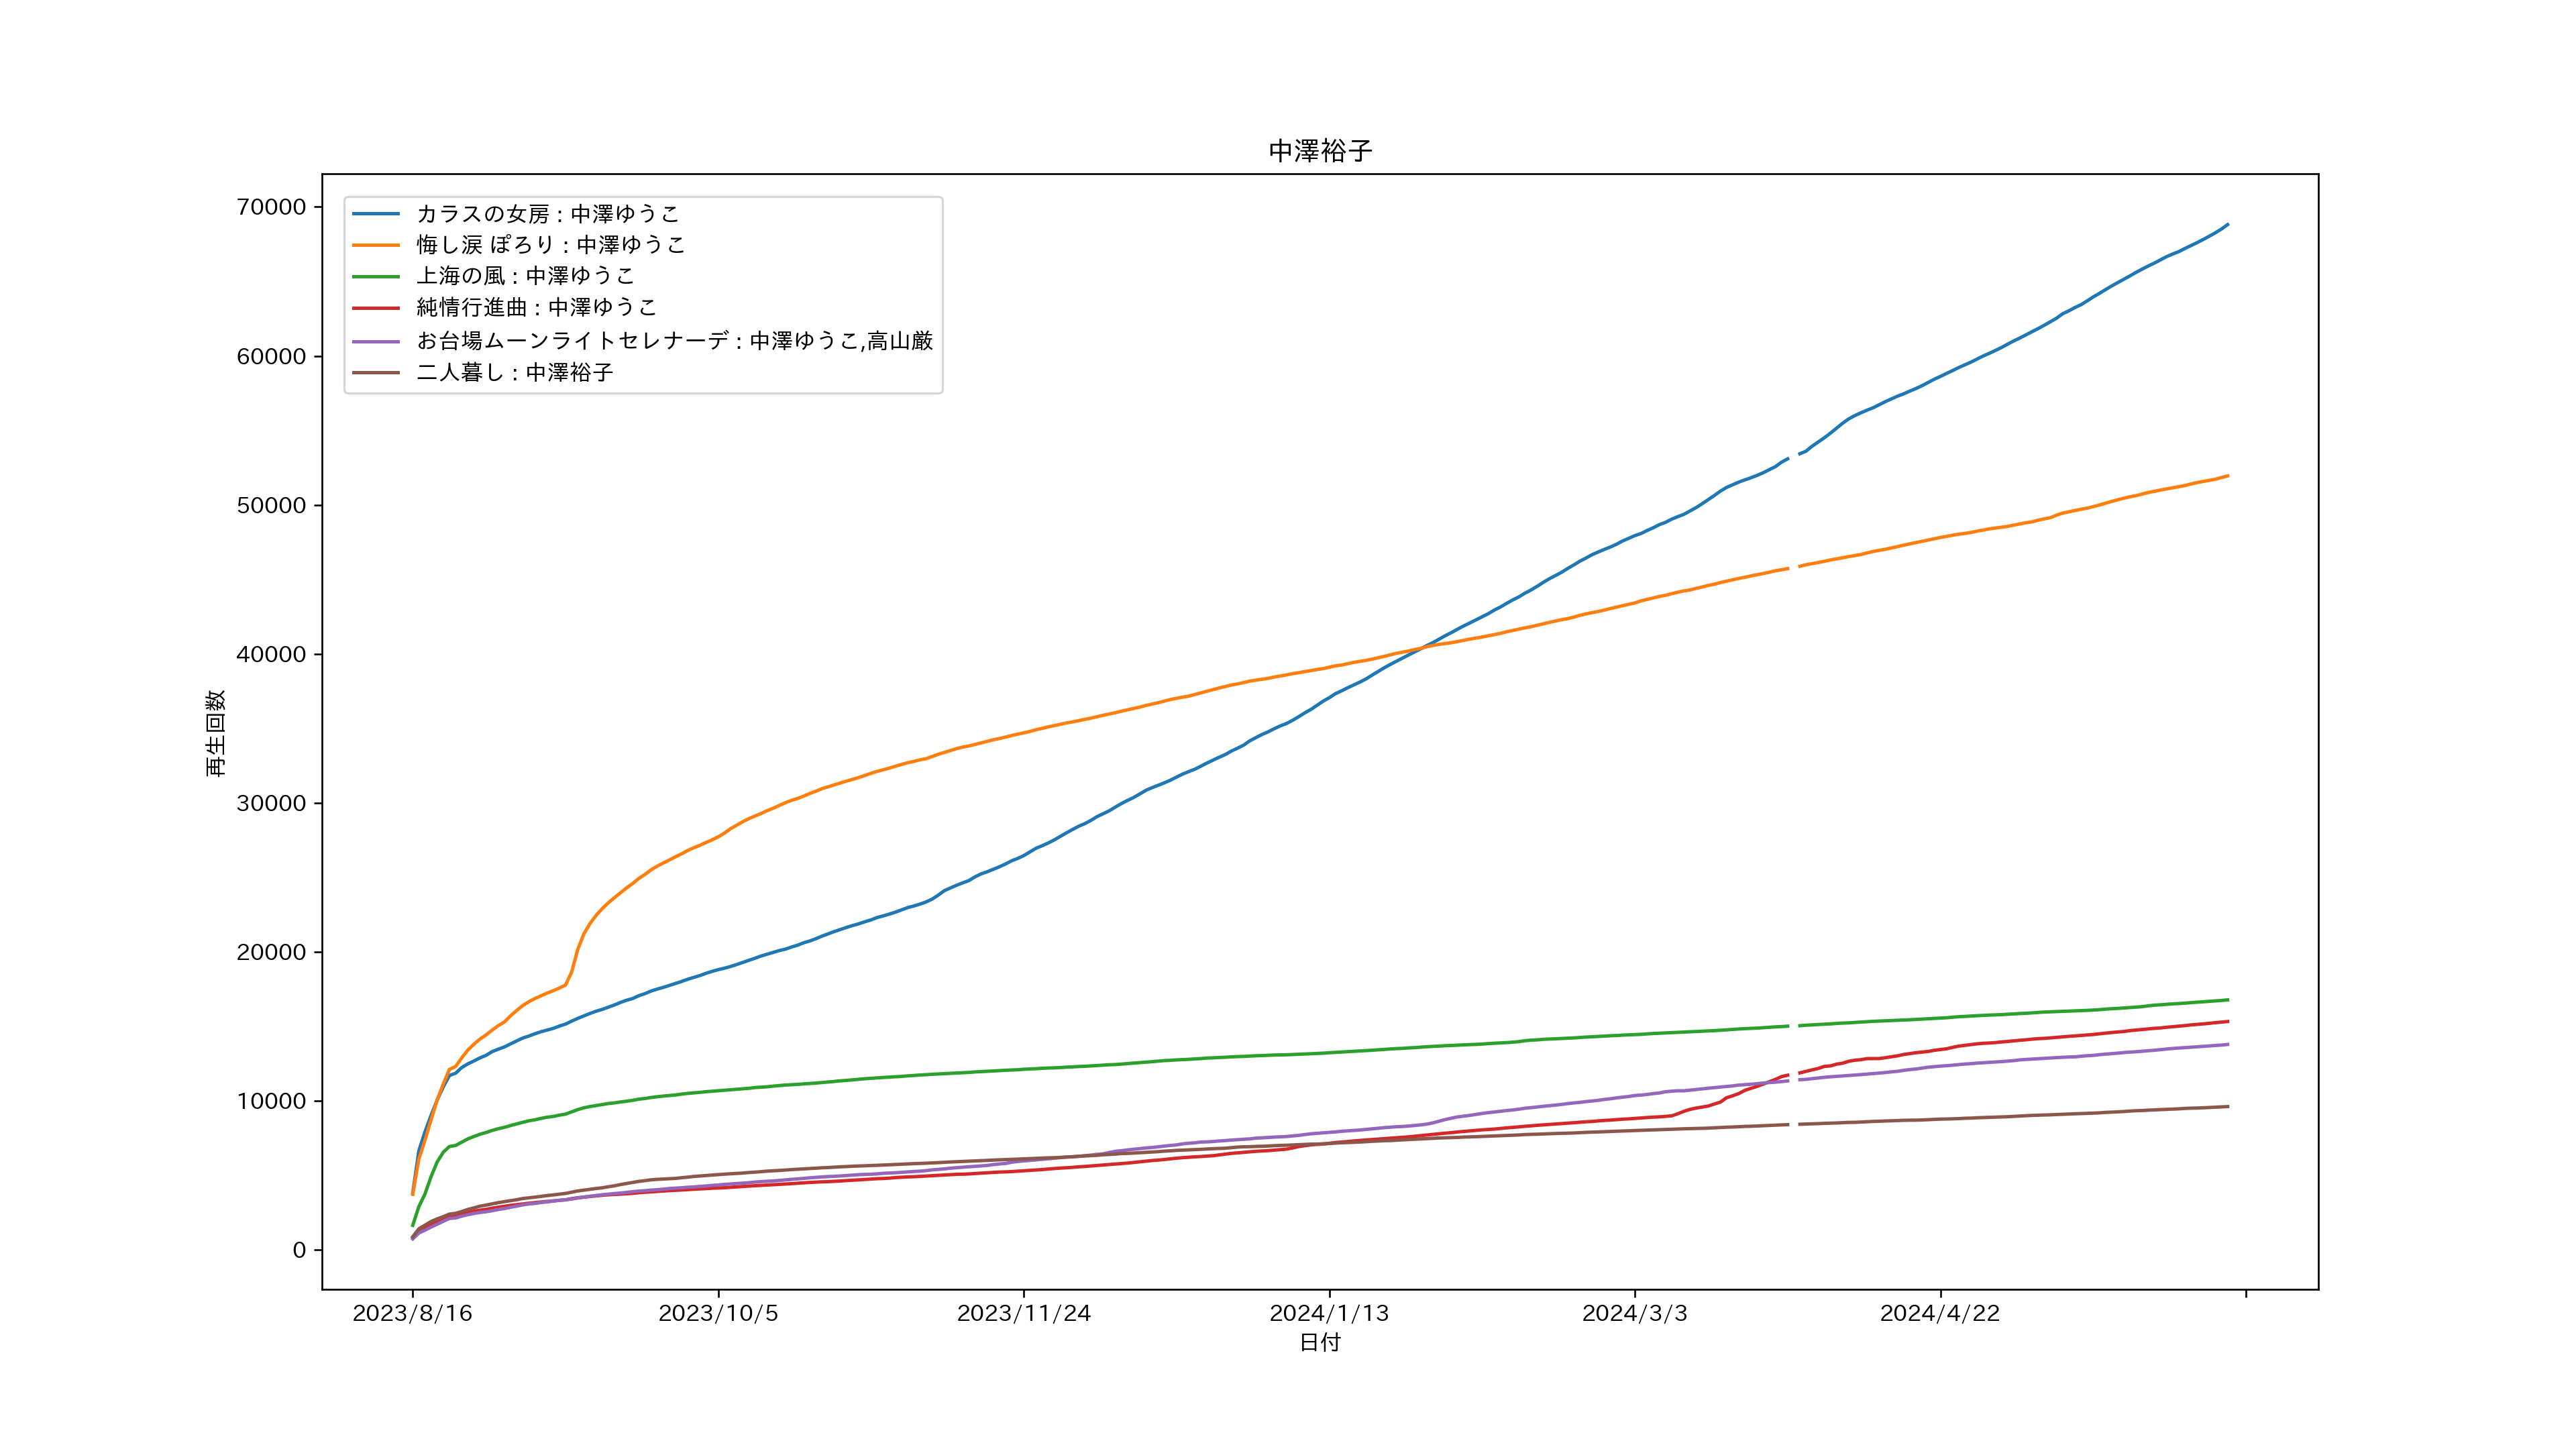 中澤裕子
70000
60000
50000
40000
30000
20000
10000
0
再生回数
カラスの女房 : 中澤ゆうこ
悔し涙 ぽろり : 中澤ゆうこ
上海の風 : 中澤ゆうこ
純情行進曲 : 中澤ゆうこ
お台場ムーンライトセレナーデ : 中澤ゆうこ,高山厳
二人暮し : 中澤裕子
2023/8/16
2023/10/5
2023/11/24
2024/1/13
2024/3/3
2024/4/22
日付